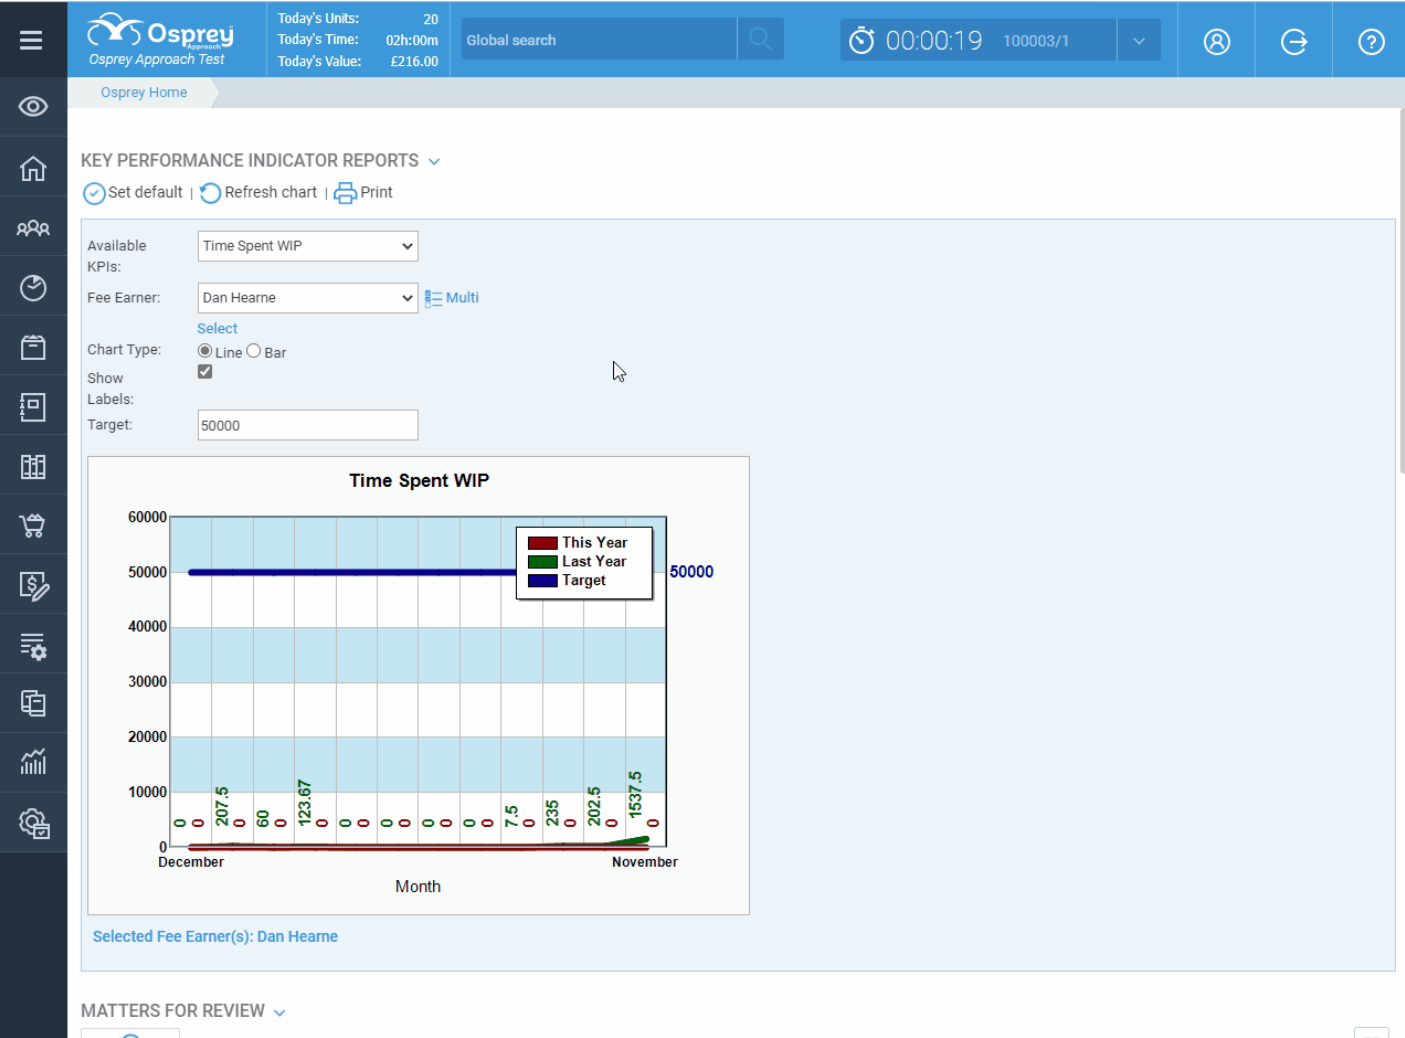 Osprey
Approach
Osprey Approach Test
Today's Units: 20
Today's Time: 02h:00m
Today's Value: £216.00
Global search
00:00:19 100003/1
?
Osprey Home
KEY PERFORMANCE INDICATOR REPORTS
Set default | Refresh chart | Print
Available KPIs:
Time Spent WIP
Fee Earner:
Dan Hearne
Multi
Select
Chart Type:
Line Bar
Show Labels:
Target:
50000
Time Spent WIP
60000
50000
40000
30000
20000
10000
0
This Year
Last Year
Target
50000
0 0 207.5 0 60 0 123.67 0 0 0 0 0 0 0 0 0 7.5 0 235 0 202.5 0 1537.5 0
December
November
Month
Selected Fee Earner(s): Dan Hearne
MATTERS FOR REVIEW